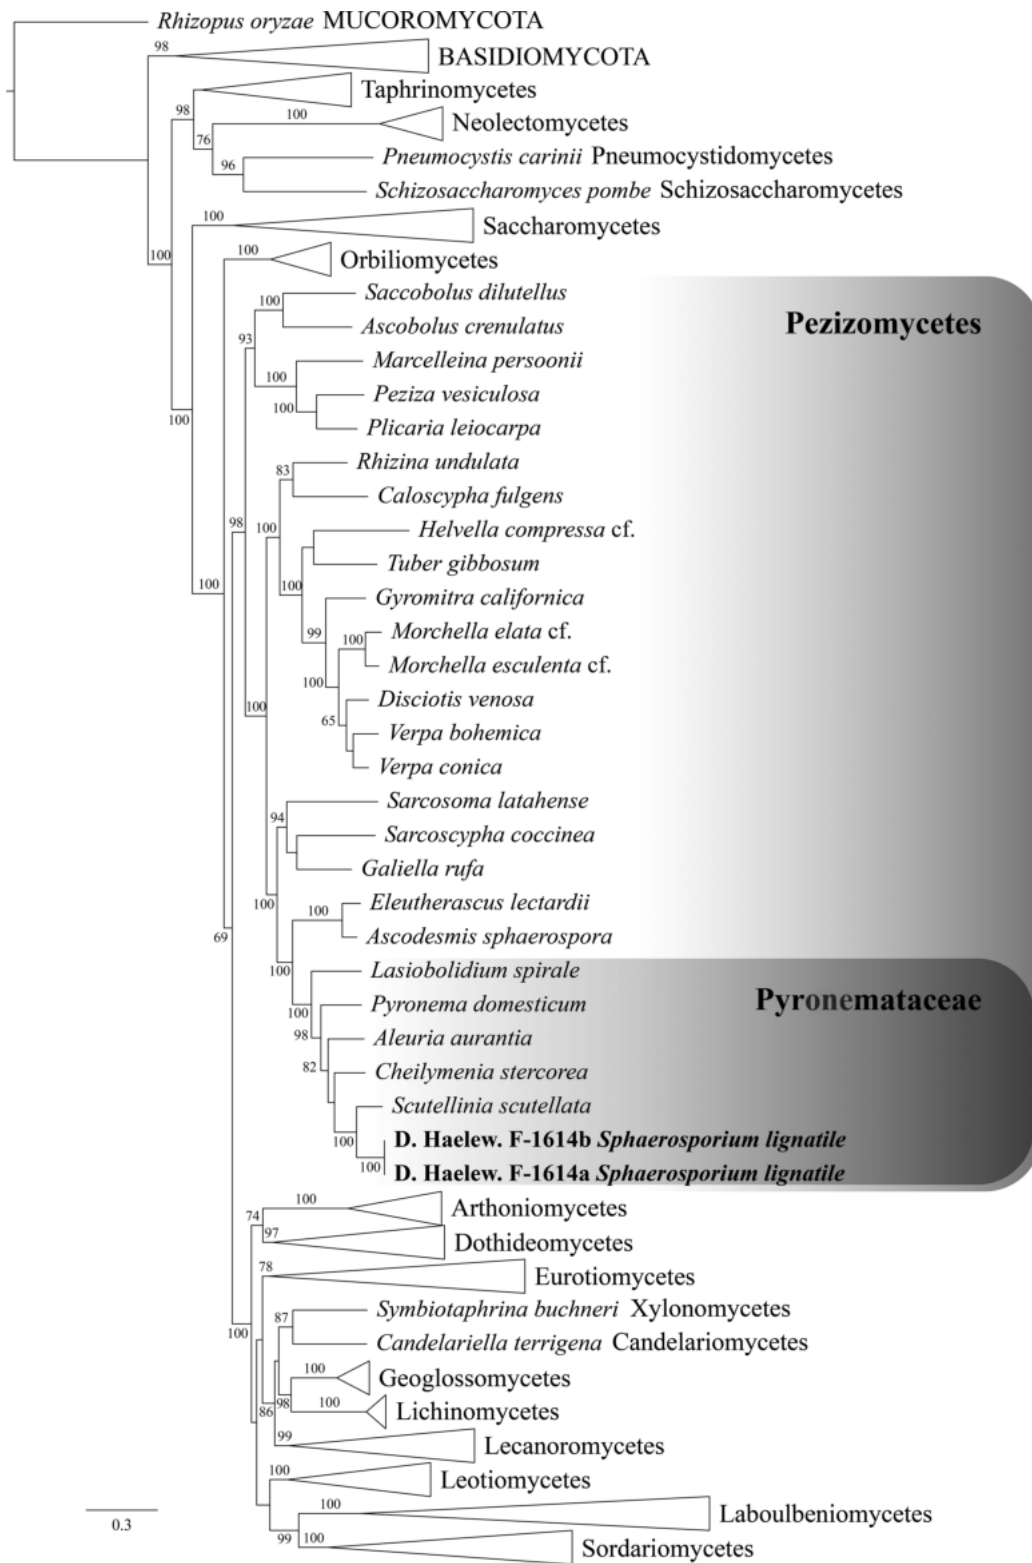 Rhizopus oryzae MUCOROMYCOTA
98
BASIDIOMYCOTA
Taphrinomycetes
98
100
Neolectomycetes
76
Pneumocystis carinii Pneumocystidomycetes
96
Schizosaccharomyces pombe Schizosaccharomycetes
100
Saccharomycetes
100
100
Orbiliomycetes
Saccobolus dilutellus
100
Pezizomycetes
Ascobolus crenulatus
93
Marcelleina persoonii
100
Peziza vesiculosa
100
Plicaria leiocarpa
100
Rhizina undulata
83
Caloscypha fulgens
98
100
Helvella compressa cf.
Tuber gibbosum
100
100
Gyromitra californica
99
Morchella elata cf.
100
Morchella esculenta cf.
100
Disciotis venosa
100
65
Verpa bohemica
Verpa conica
Sarcosoma latahense
94
Sarcoscypha coccinea
Galiella rufa
100
Eleutherascus lectardii
100
Ascodesmis sphaerospora
69
100
Lasiobolidium spirale
Pyronemataceae
Pyronema domesticum
100
98
Aleuria aurantia
82
Cheilymenia stercorea
Scutellinia scutellata
100
D. Haelew. F-1614b Sphaerosporium lignatile
100
D. Haelew. F-1614a Sphaerosporium lignatile
100
Arthoniomycetes
74
97
Dothideomycetes
78
Eurotiomycetes
Symbiotaphrina buchneri Xylonomycetes
87
100
Candelariella terrigena Candelariomycetes
100
Geoglossomycetes
98
100
86
Lichinomycetes
99
Lecanoromycetes
100
Leotiomycetes
0.3
100
Laboulbeniomycetes
99
100
Sordariomycetes